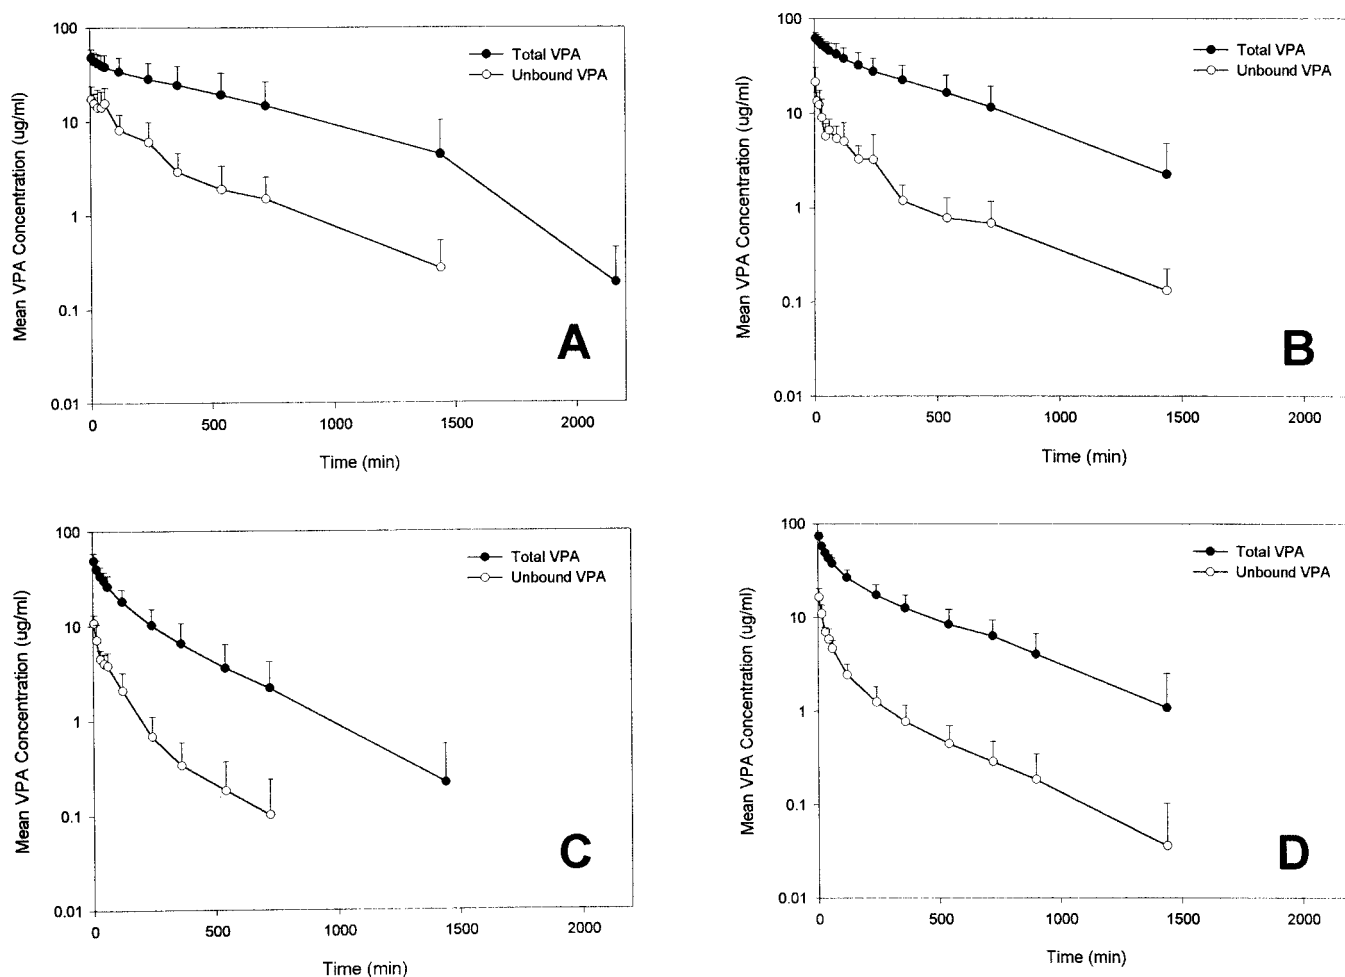 100
10
1
0.1
0.01
Mean VPA Concentration (ug/ml)
Total VPA
Unbound VPA
A
0 500 1000 1500 2000
Time (min)
100
10
1
0.1
0.01
Mean VPA Concentration (ug/ml)
Total VPA
Unbound VPA
B
0 500 1000 1500 2000
Time (min)
100
10
1
0.1
0.01
Mean VPA Concentration (ug/ml)
Total VPA
Unbound VPA
C
0 500 1000 1500 2000
Time (min)
100
10
1
0.1
0.01
Mean VPA Concentration (ug/ml)
Total VPA
Unbound VPA
D
0 500 1000 1500 2000
Time (min)